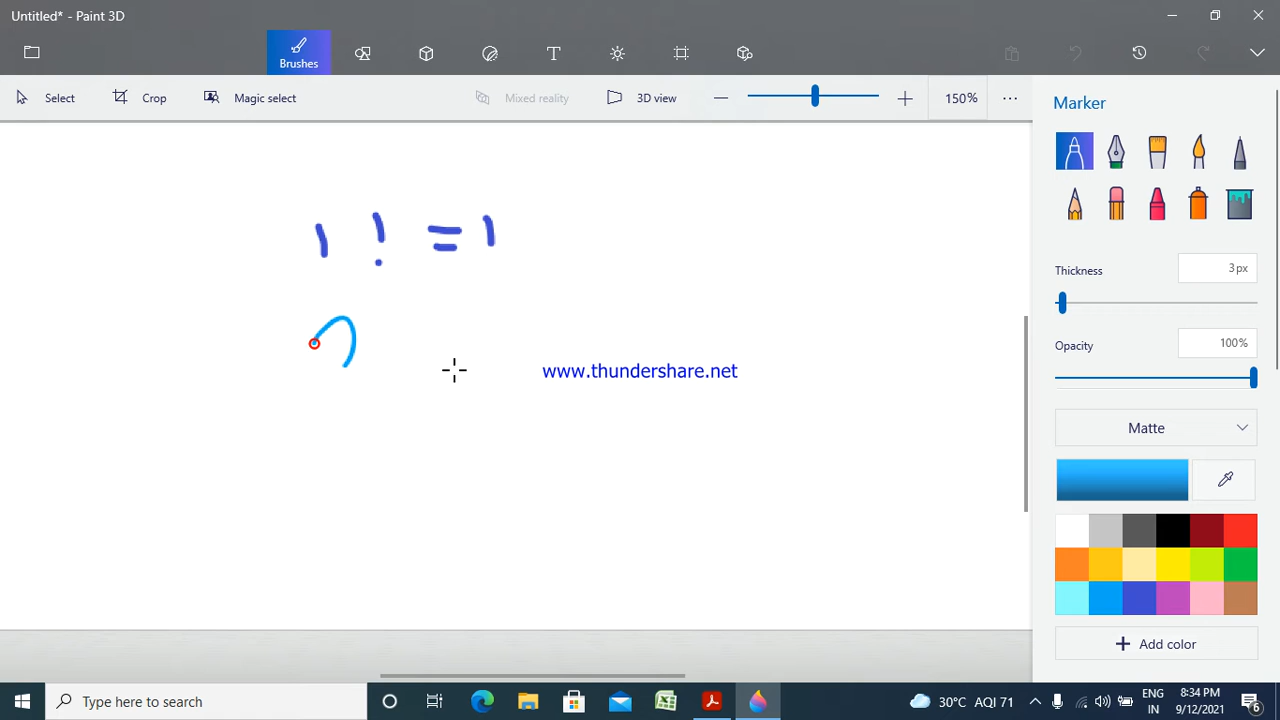 Untitled* - Paint 3D
Brushes
T
Select
Crop
Magic select
Mixed reality
3D view
150%
Marker
1 ! = 1
Thickness
3px
Opacity
100%
www.thundershare.net
Matte
Add color
Type here to search
30°C AQI 71
ENG
IN
8:34 PM
9/12/2021
6